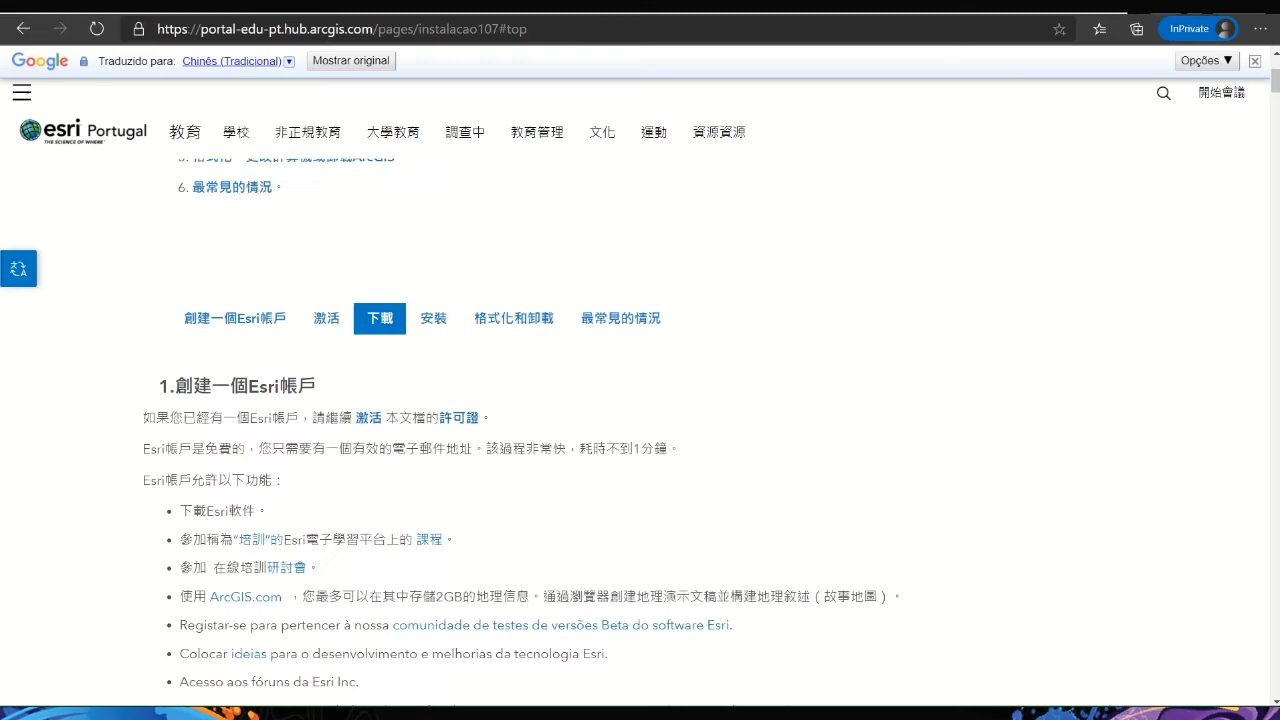 https://portal-edu-pt.hub.arcgis.com/pages/instalacao107#top
InPrivate
Google Traduzido para: Chinês (Tradicional) Mostrar original Opções ▼
開始會議
esri Portugal 教育 學校 非正規教育 大學教育 調查中 教育管理 文化 運動 資源資源
THE SCIENCE OF WHERE
6. 最常見的情況。
創建一個Esri帳戶 激活 下載 安裝 格式化和卸載 最常見的情況
1.創建一個Esri帳戶
如果您已經有一個Esri帳戶，請繼續 激活 本文檔的許可證。
Esri帳戶是免費的，您只需要有一個有效的電子郵件地址。該過程非常快，耗時不到1分鐘。
Esri帳戶允許以下功能：
• 下載Esri軟件。
• 參加稱為“培訓”的Esri電子學習平台上的 課程。
• 參加 在線培訓研討會。
• 使用 ArcGIS.com ，您最多可以在其中存儲2GB的地理信息。通過瀏覽器創建地理演示文稿並構建地理敘述（故事地圖）。
• Registar-se para pertencer à nossa comunidade de testes de versões Beta do software Esri.
• Colocar ideias para o desenvolvimento e melhorias da tecnologia Esri.
• Acesso aos fóruns da Esri Inc.